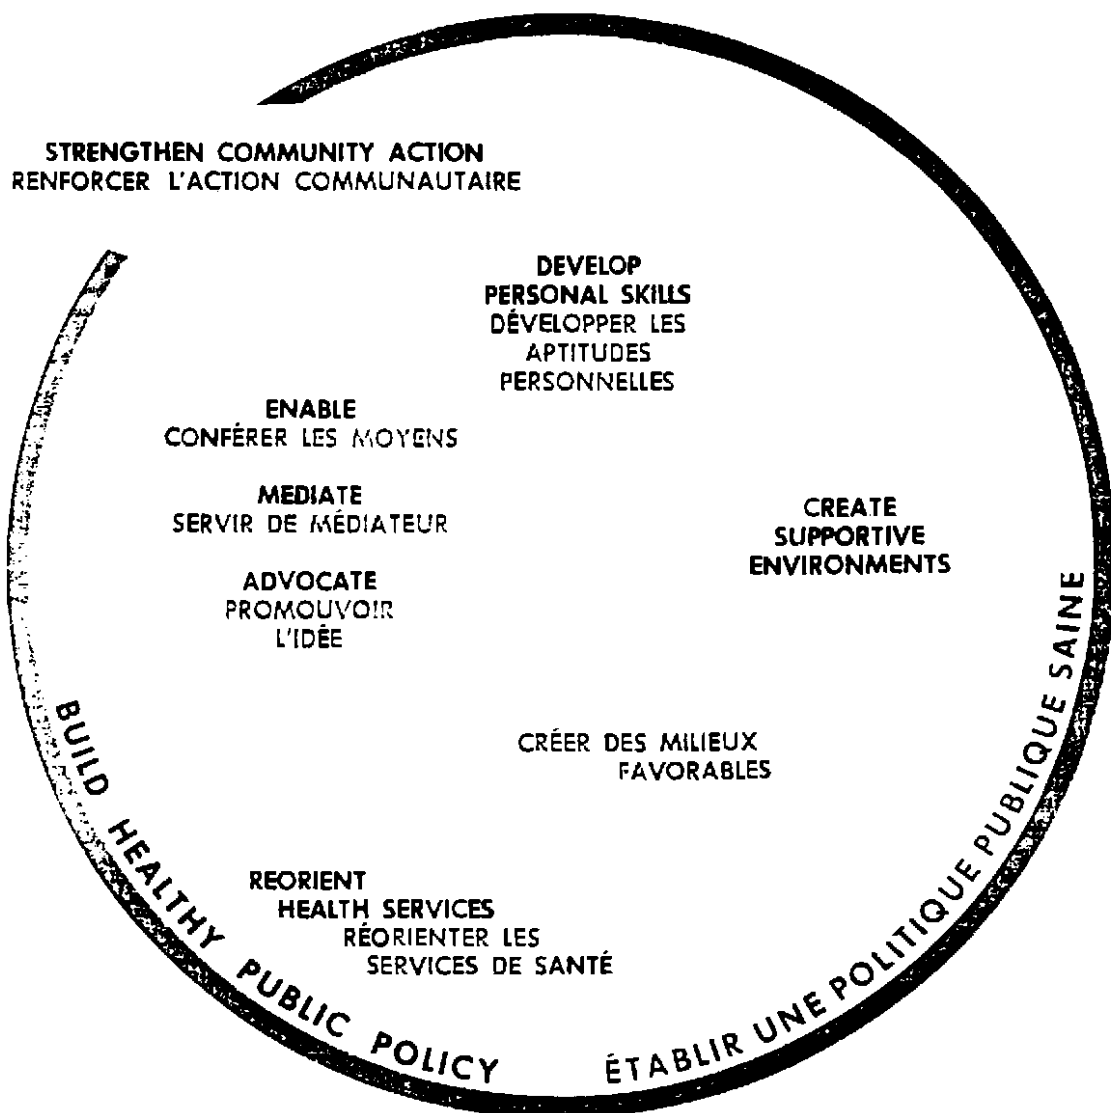 STRENGTHEN COMMUNITY ACTION
RENFORCER L'ACTION COMMUNAUTAIRE
DEVELOP
PERSONAL SKILLS
DÉVELOPPER LES
APTITUDES
PERSONNELLES
ENABLE
CONFÉRER LES MOYENS
MEDIATE
SERVIR DE MÉDIATEUR
ADVOCATE
PROMOUVOIR
L'IDÉE
CREATE
SUPPORTIVE
ENVIRONMENTS
CRÉER DES MILIEUX
FAVORABLES
REORIENT
HEALTH SERVICES
RÉORIENTER LES
SERVICES DE SANTÉ
BUILD HEALTHY PUBLIC POLICY
ÉTABLIR UNE POLITIQUE PUBLIQUE SAINE